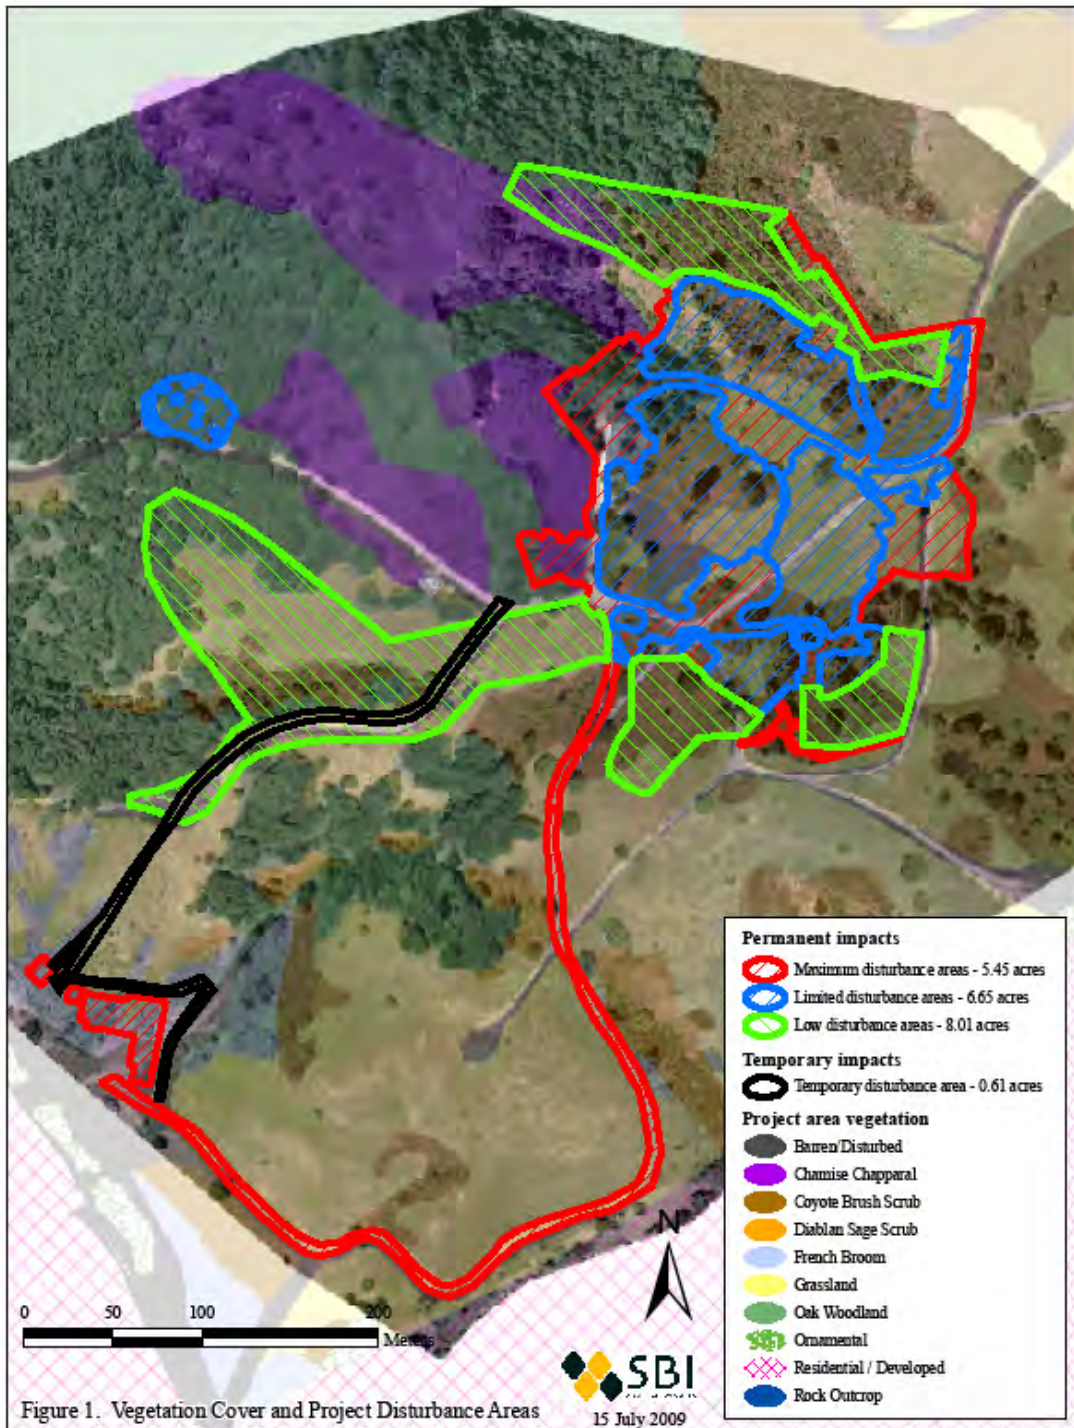 Permanent impacts
Maximum disturbance areas - 5.45 acres
Limited disturbance areas - 6.65 acres
Low disturbance areas - 8.01 acres
Temporary impacts
Temporary disturbance area - 0.61 acres
Project area vegetation
Barren/Disturbed
Chamise Chapparal
Coyote Brush Scrub
Diablan Sage Scrub
French Broom
Grassland
Oak Woodland
Ornamental
Residential / Developed
Rock Outcrop
N
0 50 100 200
Meters
SBI
Figure 1. Vegetation Cover and Project Disturbance Areas
15 July 2009